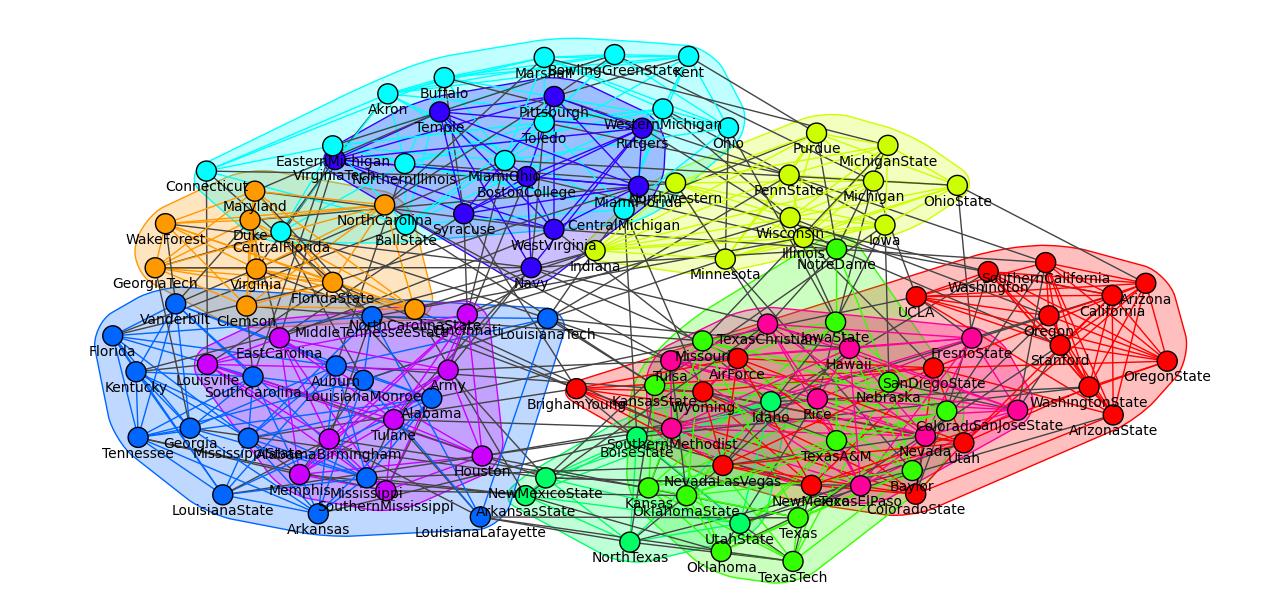 Marshall
BowlingGreenState
Kent
Buffalo
Akron
Pittsburgh
Temple
Toledo
WesternMichigan
Rutgers
Ohio
Purdue
MichiganState
EasternMichigan
VirginiaTech
NorthernIllinois
MiamiOhio
BostonCollege
Connecticut
Maryland
PennState
Michigan
OhioState
Northwestern
MiamiFlorida
NorthCarolina
WakeForest
Duke
CentralFlorida
BallState
Syracuse
CentralMichigan
WestVirginia
Wisconsin
Illinois
Iowa
Indiana
NotreDame
Minnesota
GeorgiaTech
Virginia
FloridaState
Navy
SouthernCalifornia
Washington
Arizona
California
UCLA
Vanderbilt
Clemson
NorthCarolinaState
MiddleTennesseeState
Cincinnati
LouisianaTech
Oregon
Florida
EastCarolina
TexasChristian
IowaState
FresnoState
Stanford
Missouri
Hawaii
AirForce
Tulsa
OregonState
Kentucky
Louisville
SouthCarolina
Auburn
LouisianaMonroe
Army
Alabama
BrighamYoung
KansasState
Wyoming
Idaho
Rice
SanDiegoState
Nebraska
WashingtonState
Colorado
SanJoseState
ArizonaState
Tulane
Tennessee
Georgia
MississippiState
AlabamaBirmingham
SouthernMethodist
BoiseState
TexasA&M
Nevada
Utah
Houston
Memphis
Mississippi
SouthernMississippi
NewMexicoState
ArkansasState
NevadaLasVegas
Kansas
OklahomaState
NewMexico
TexasElPaso
Baylor
ColoradoState
LouisianaState
Arkansas
LouisianaLafayette
Texas
UtahState
NorthTexas
Oklahoma
TexasTech